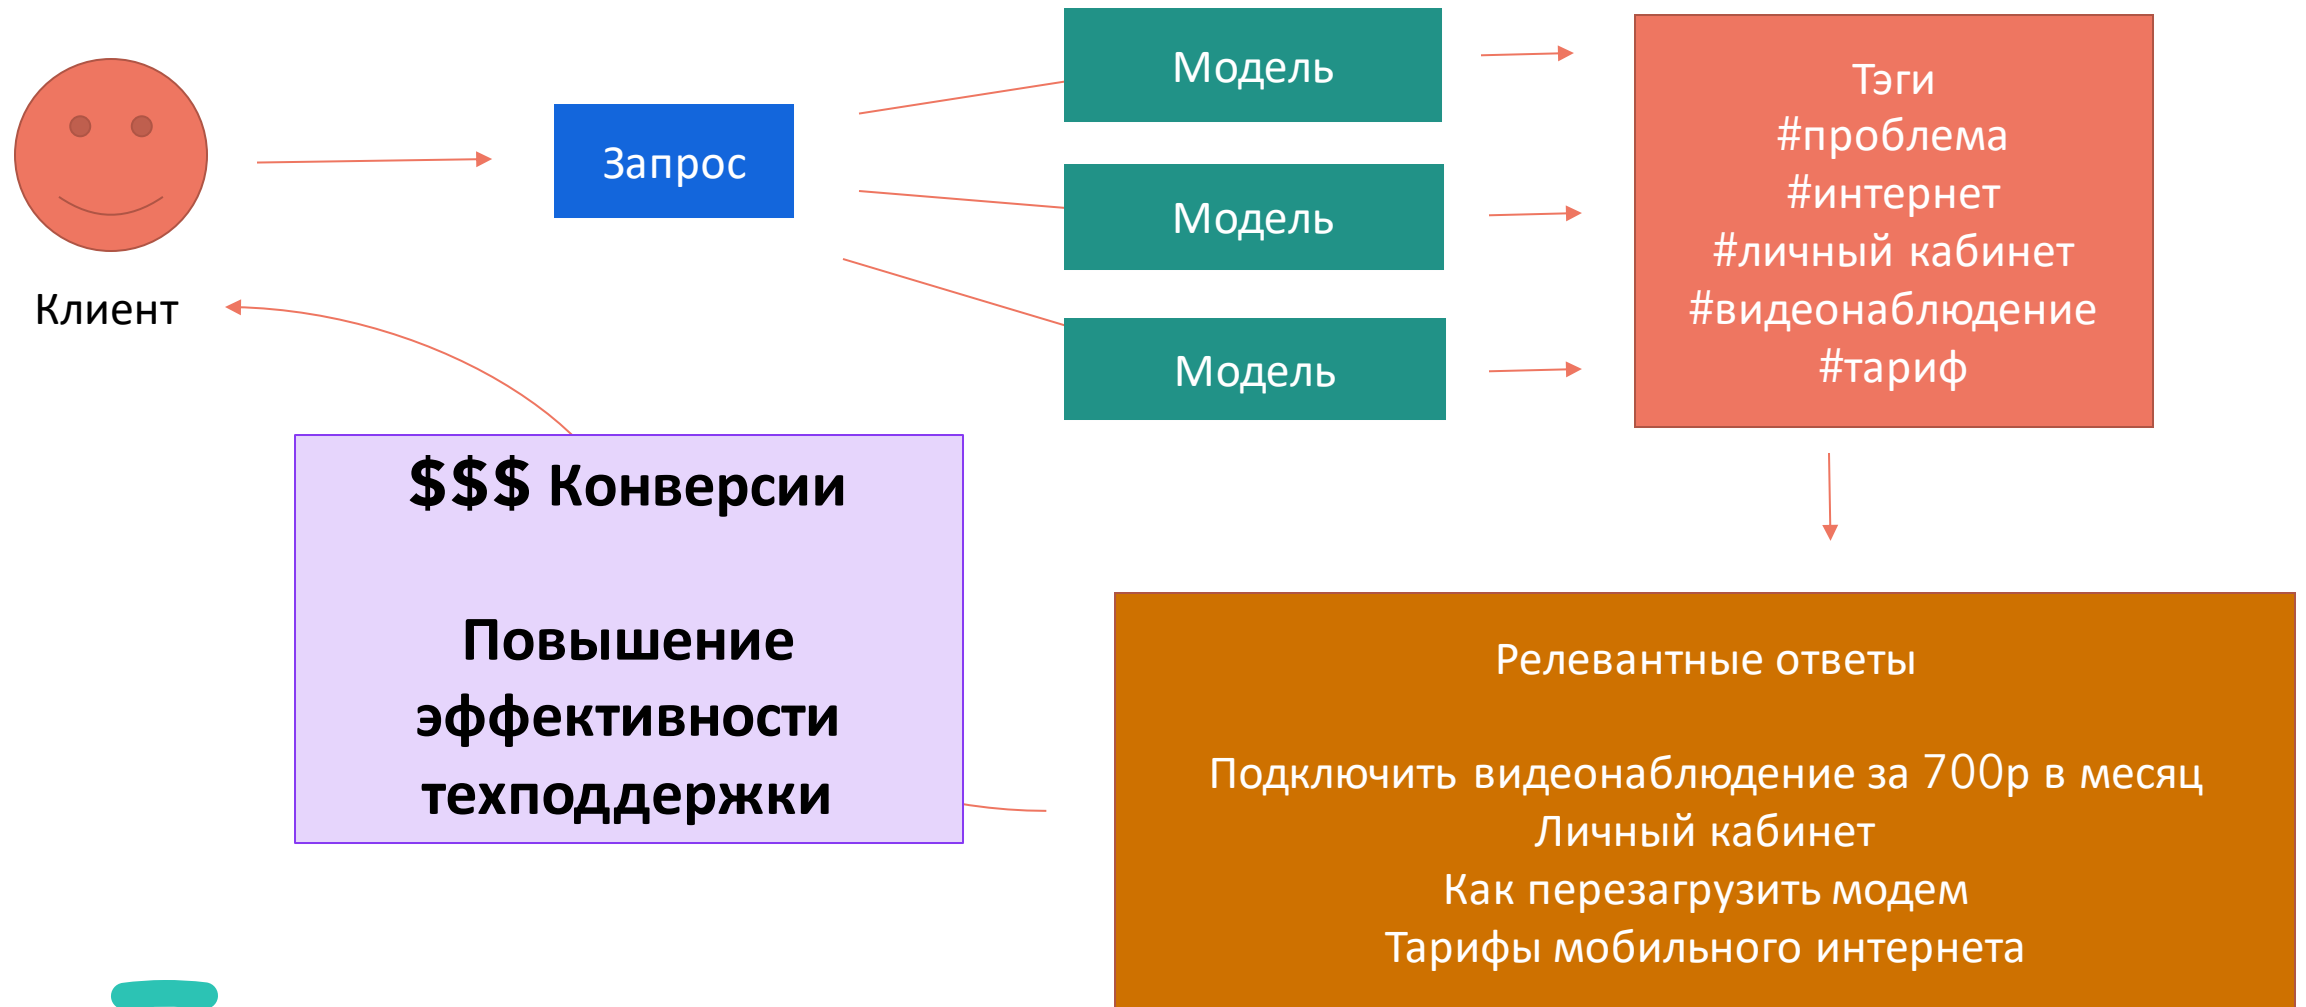 Клиент
Запрос
Модель
Модель
Модель
Тэги
#проблема
#интернет
#личный кабинет
#видеонаблюдение
#тариф
$$$ Конверсии
Повышение
эффективности
техподдержки
Релевантные ответы
Подключить видеонаблюдение за 700р в месяц
Личный кабинет
Как перезагрузить модем
Тарифы мобильного интернета